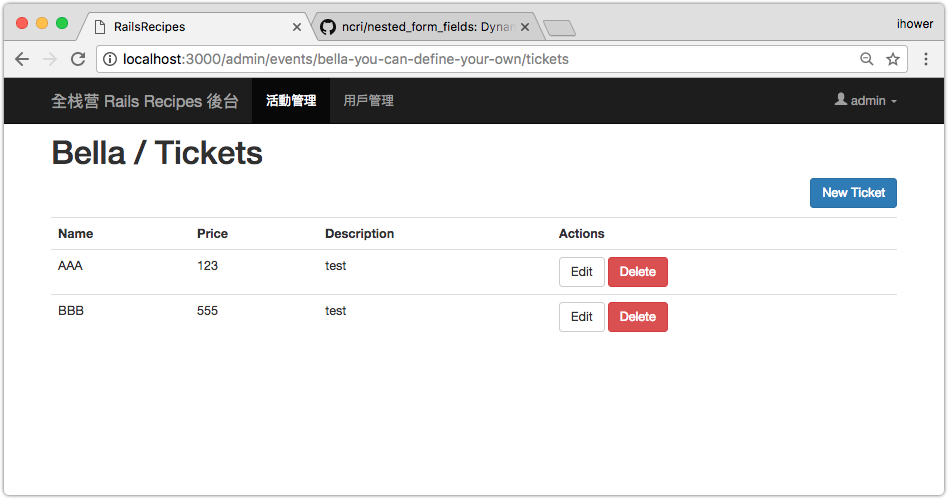 RailsRecipes
ncri/nested_form_fields: Dynan
ihower
localhost:3000/admin/events/bella-you-can-define-your-own/tickets
全栈营 Rails Recipes 後台 活動管理 用戶管理 admin
Bella / Tickets
New Ticket
Name Price Description Actions
AAA 123 test Edit Delete
BBB 555 test Edit Delete